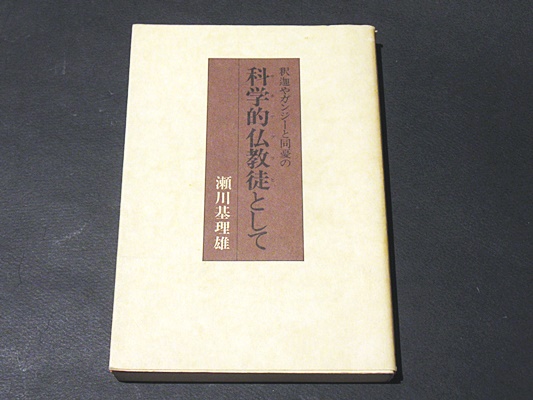 釈迦やガンジーと同憂の
科学的仏教徒として
瀬川基理雄